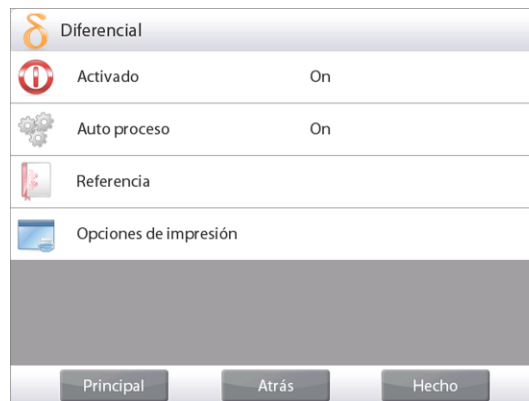 δ Diferencial
Activado On
Auto proceso On
Referencia
Opciones de impresión
Principal Atrás Hecho